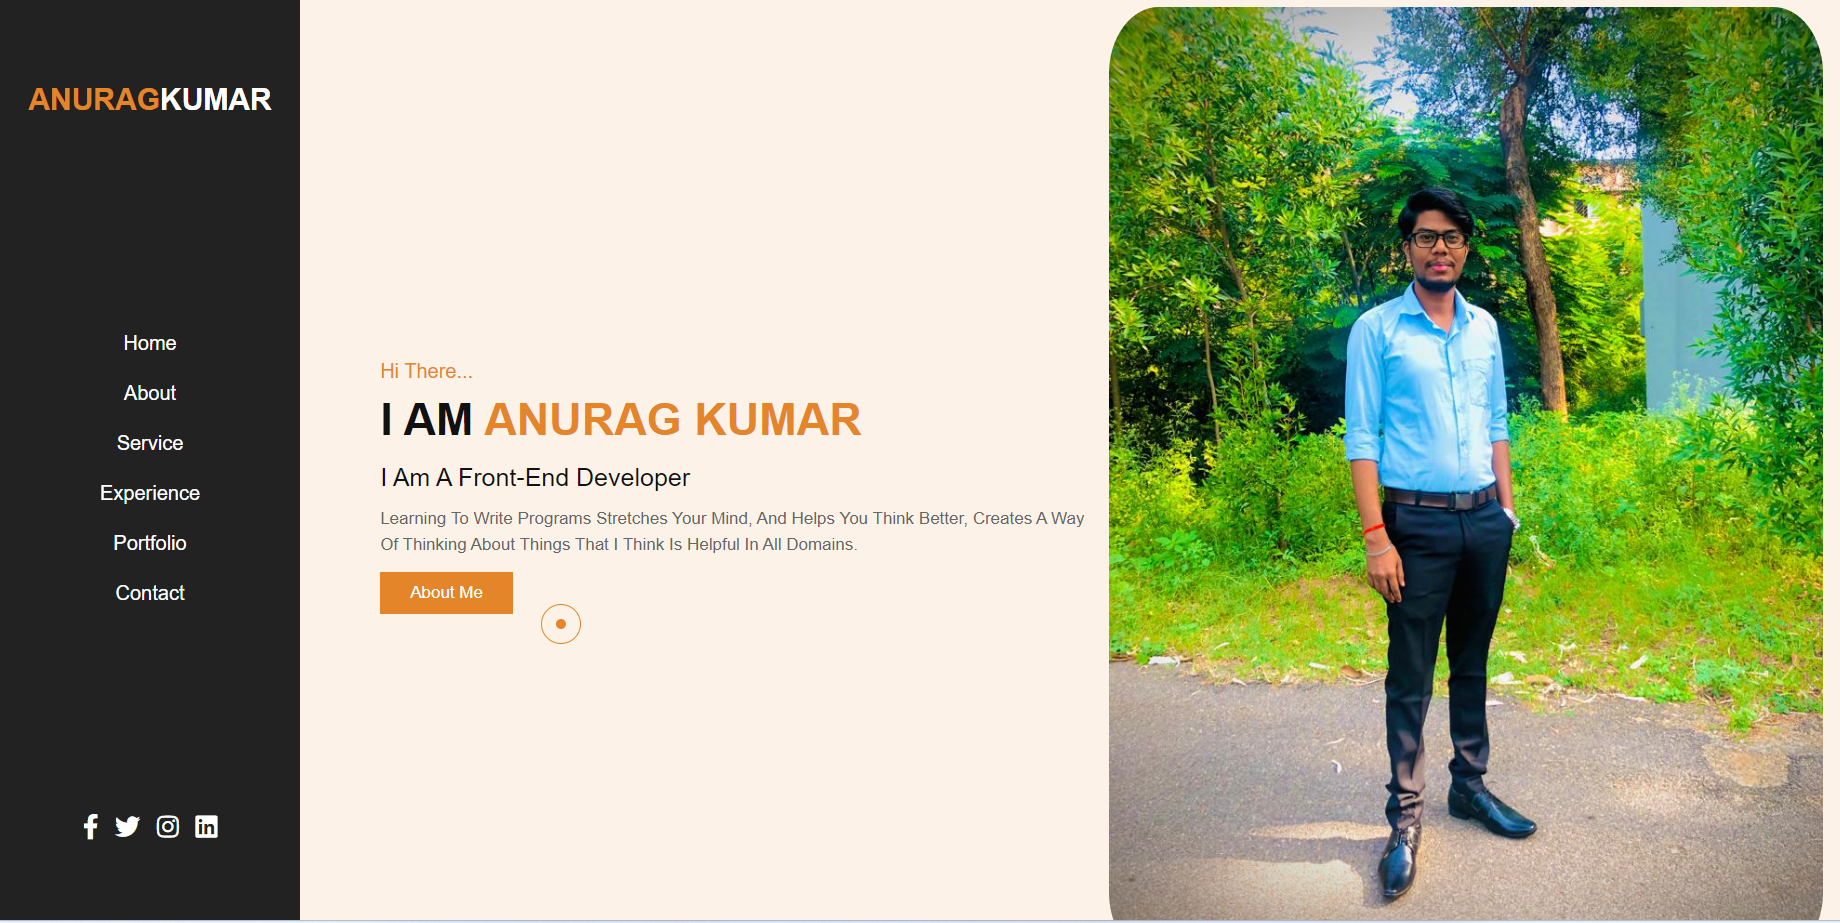 ANURAGKUMAR
Home
About
Service
Experience
Portfolio
Contact
Hi There...
I AM ANURAG KUMAR
I Am A Front-End Developer
Learning To Write Programs Stretches Your Mind, And Helps You Think Better, Creates A Way
Of Thinking About Things That I Think Is Helpful In All Domains.
About Me